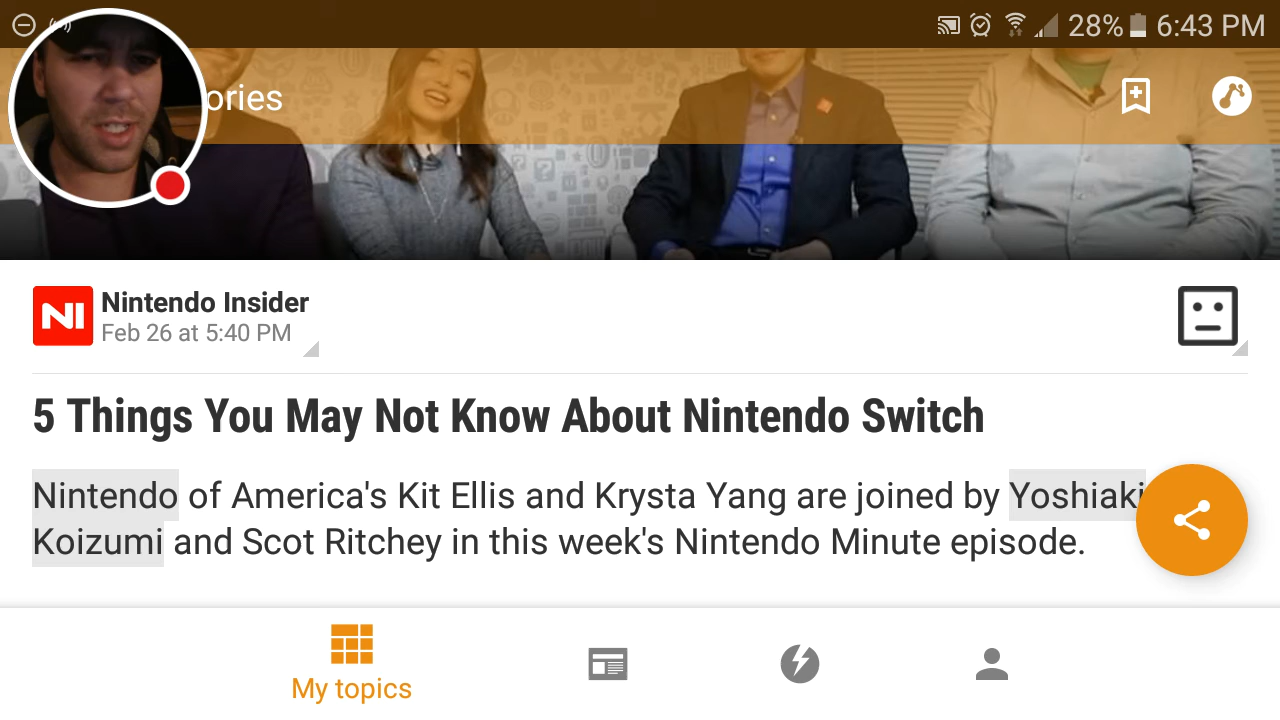 28% 6:43 PM
ories
NI
Nintendo Insider
Feb 26 at 5:40 PM
5 Things You May Not Know About Nintendo Switch
Nintendo of America's Kit Ellis and Krysta Yang are joined by Yoshiaki
Koizumi and Scot Ritchey in this week's Nintendo Minute episode.
My topics